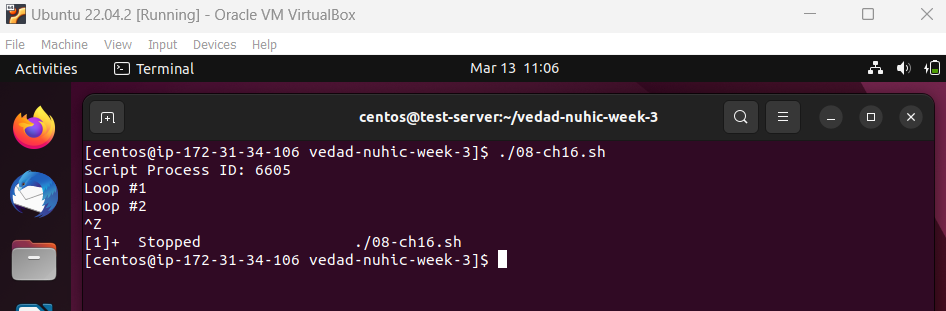 Ubuntu 22.04.2 [Running] - Oracle VM VirtualBox
File Machine View Input Devices Help
Activities Terminal Mar 13 11:06
centos@test-server:~/vedad-nuhic-week-3
[centos@ip-172-31-34-106 vedad-nuhic-week-3]$ ./08-ch16.sh
Script Process ID: 6605
Loop #1
Loop #2
^Z
[1]+  Stopped                 ./08-ch16.sh
[centos@ip-172-31-34-106 vedad-nuhic-week-3]$